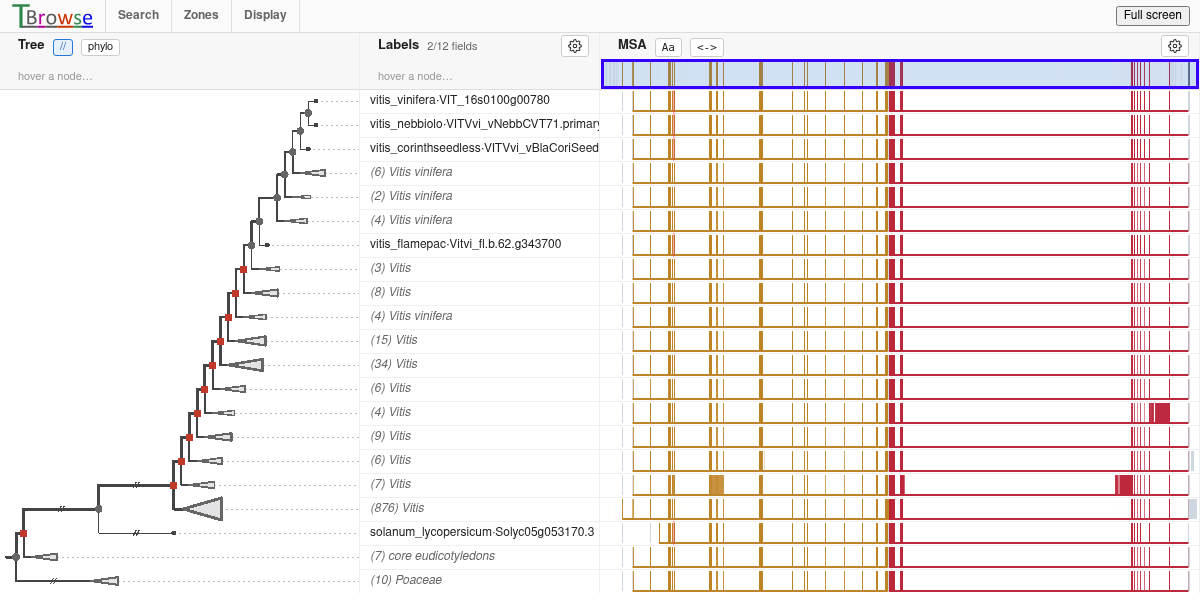 TBrowse
Search Zones Display
Full screen
Tree // phylo
Labels 2/12 fields
MSA Aa <->
hover a node…
hover a node…
vitis_vinifera·VIT_16s0100g00780
vitis_nebbiolo·VITVvi_vNebbCVT71.primary
vitis_corinthseedless·VITVvi_vBlaCoriSeed
(6) Vitis vinifera
(2) Vitis vinifera
(4) Vitis vinifera
vitis_flamepac·Vitvi_fl.b.62.g343700
(3) Vitis
(8) Vitis
(4) Vitis vinifera
(15) Vitis
(34) Vitis
(6) Vitis
(4) Vitis
(9) Vitis
(6) Vitis
(7) Vitis
(876) Vitis
solanum_lycopersicum·Solyc05g053170.3
(7) core eudicotyledons
(10) Poaceae